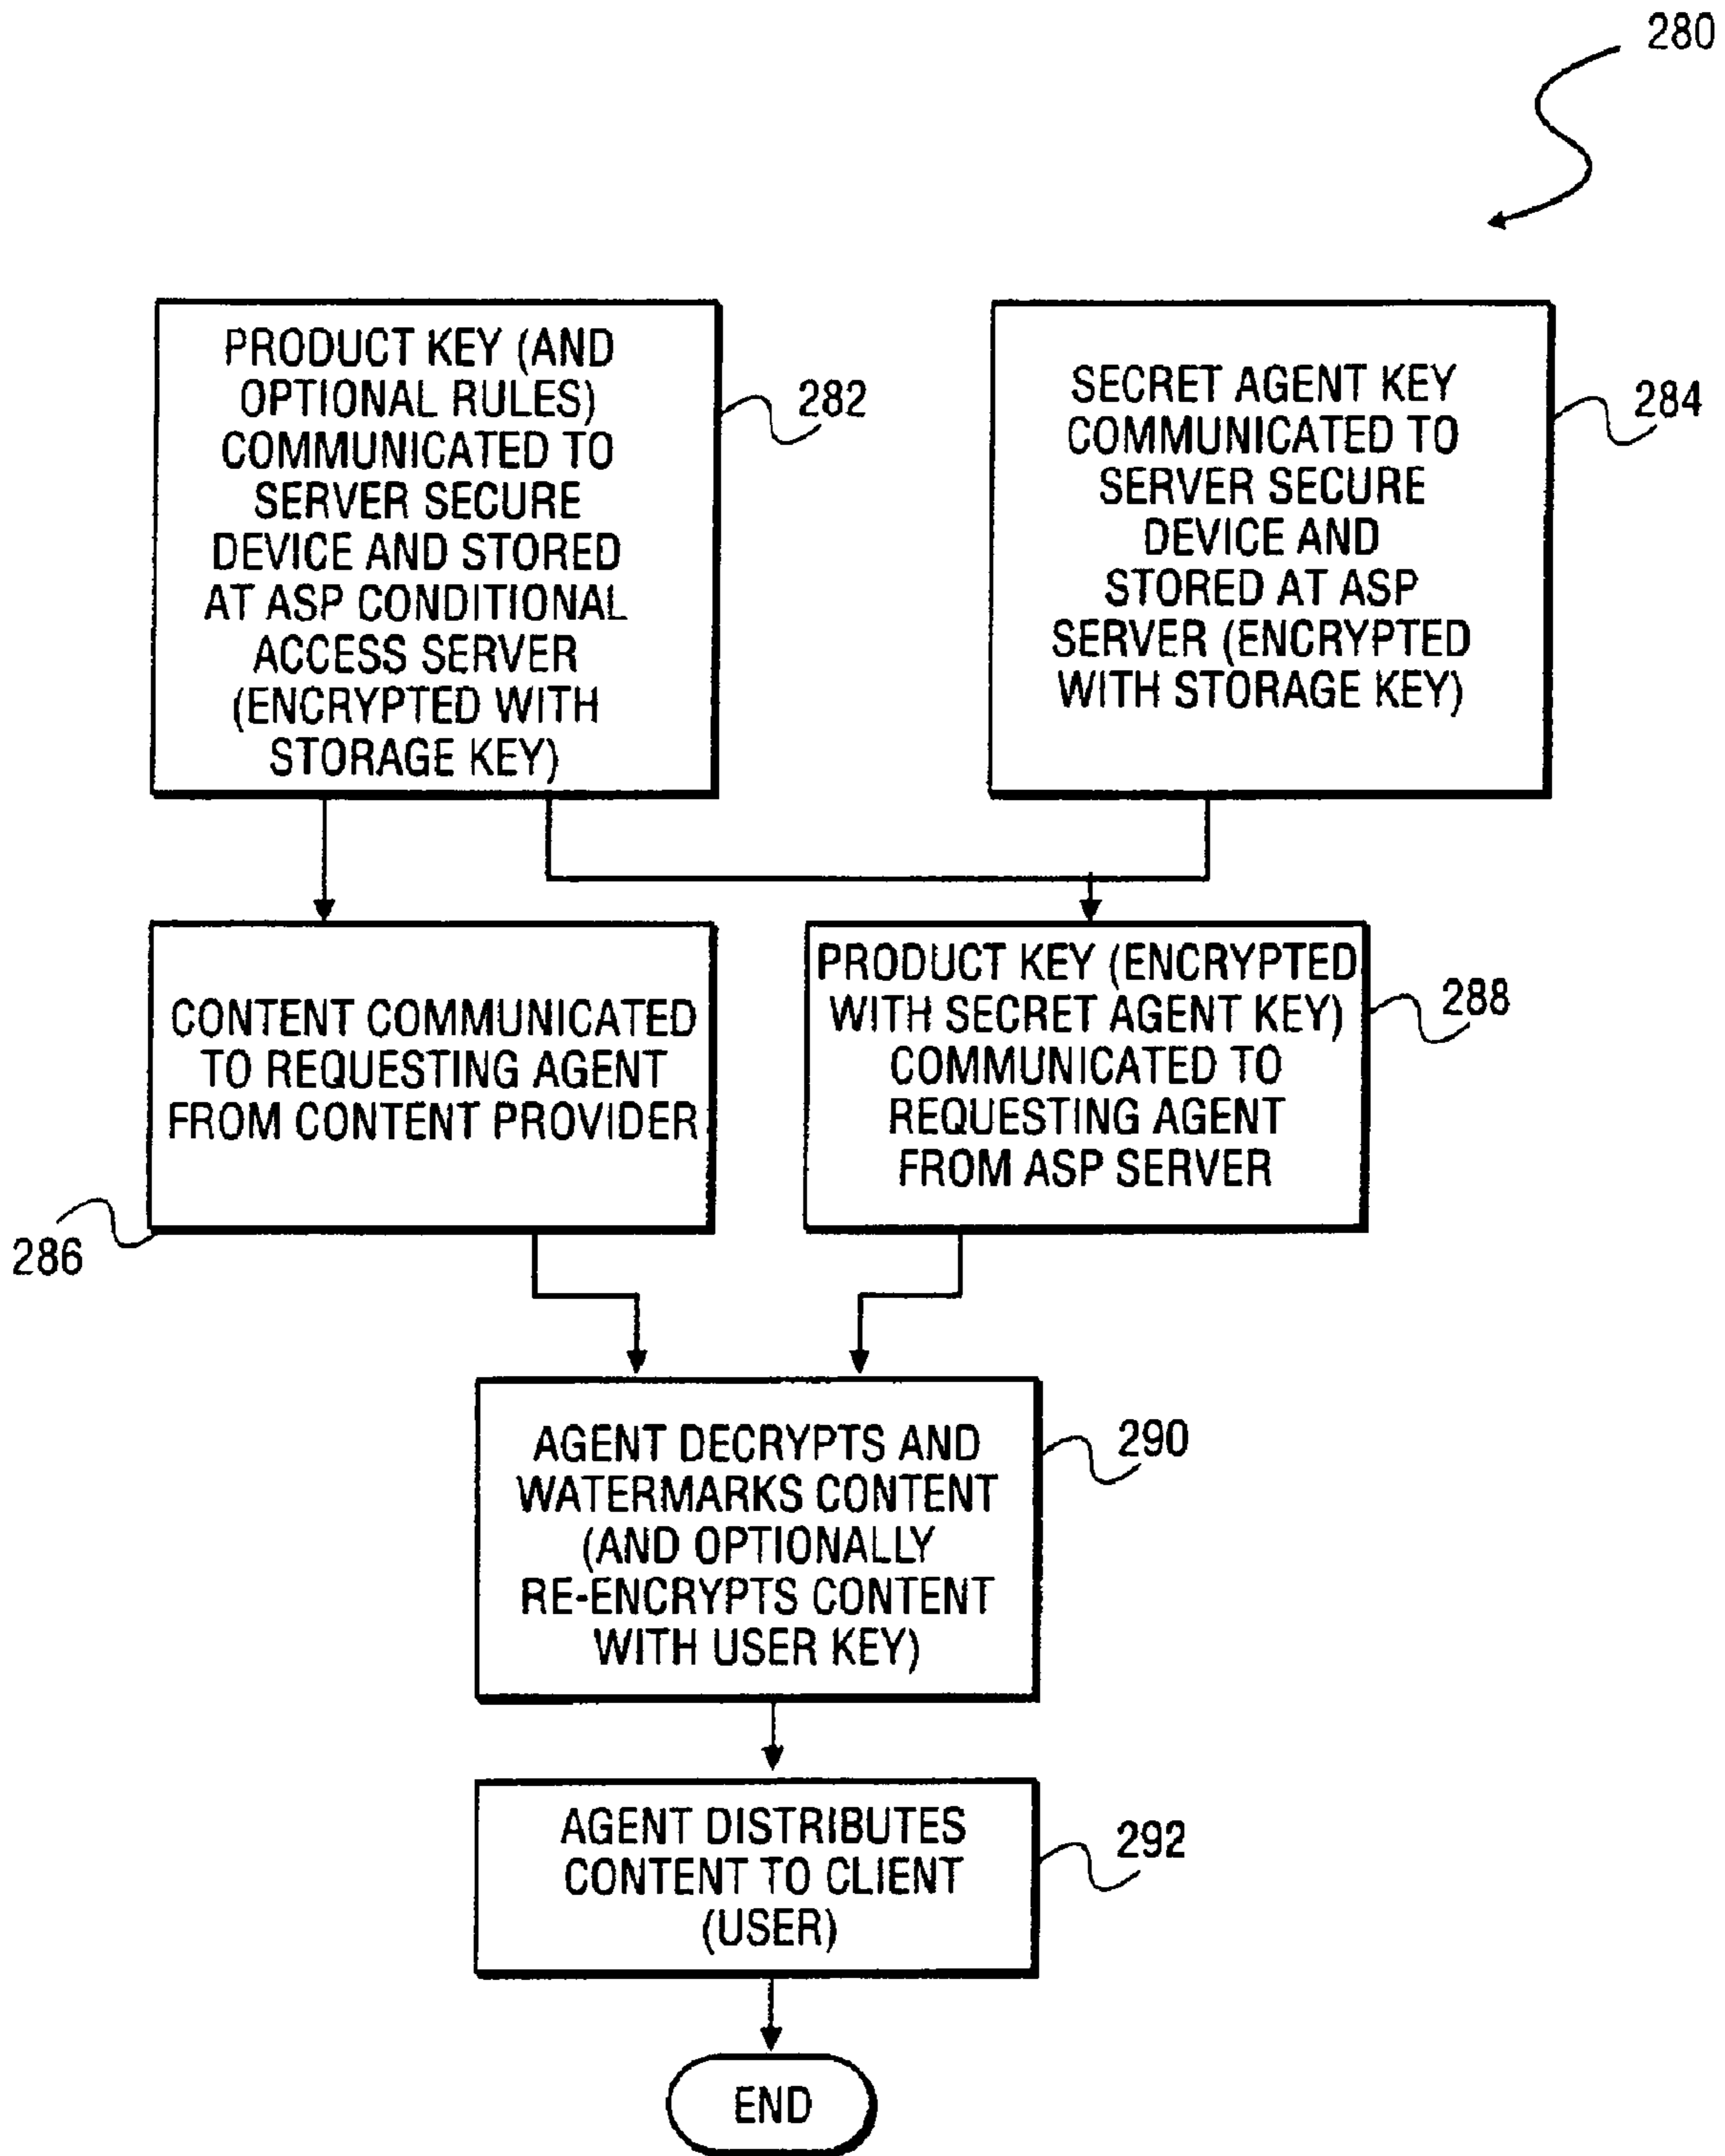 280
PRODUCT KEY (AND
OPTIONAL RULES)
COMMUNICATED TO
SERVER SECURE
DEVICE AND STORED
AT ASP CONDITIONAL
ACCESS SERVER
(ENCRYPTED WITH
STORAGE KEY)
282
SECRET AGENT KEY
COMMUNICATED TO
SERVER SECURE
DEVICE AND
STORED AT ASP
SERVER (ENCRYPTED
WITH STORAGE KEY)
284
CONTENT COMMUNICATED
TO REQUESTING AGENT
FROM CONTENT PROVIDER
286
PRODUCT KEY (ENCRYPTED
WITH SECRET AGENT KEY)
COMMUNICATED TO
REQUESTING AGENT
FROM ASP SERVER
288
AGENT DECRYPTS AND
WATERMARKS CONTENT
(AND OPTIONALLY
RE-ENCRYPTS CONTENT
WITH USER KEY)
290
AGENT DISTRIBUTES
CONTENT TO CLIENT
(USER)
292
END